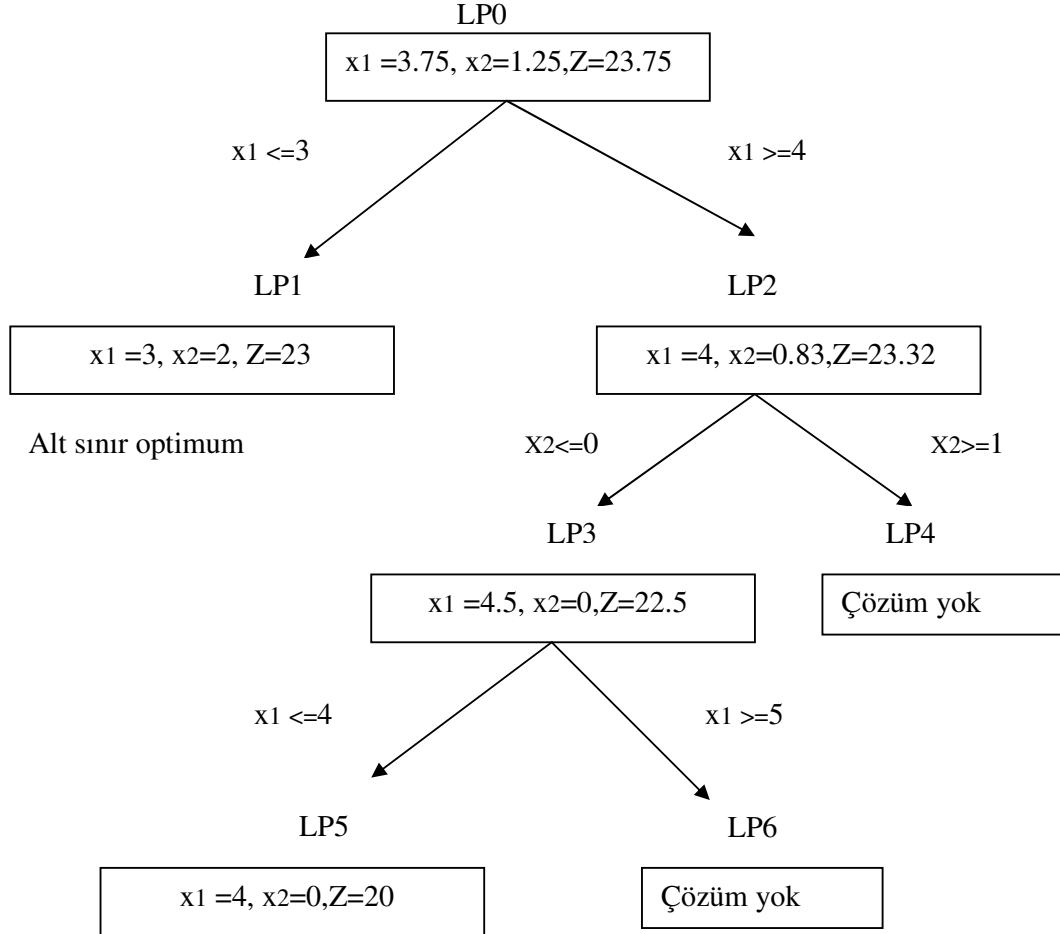 LP0
x1 =3.75, x2=1.25,Z=23.75
x1 <=3
x1 >=4
LP1
LP2
x1 =3, x2=2, Z=23
x1 =4, x2=0.83,Z=23.32
Alt sınır optimum
X2<=0
X2>=1
LP3
LP4
x1 =4.5, x2=0,Z=22.5
Çözüm yok
x1 <=4
x1 >=5
LP5
LP6
x1 =4, x2=0,Z=20
Çözüm yok